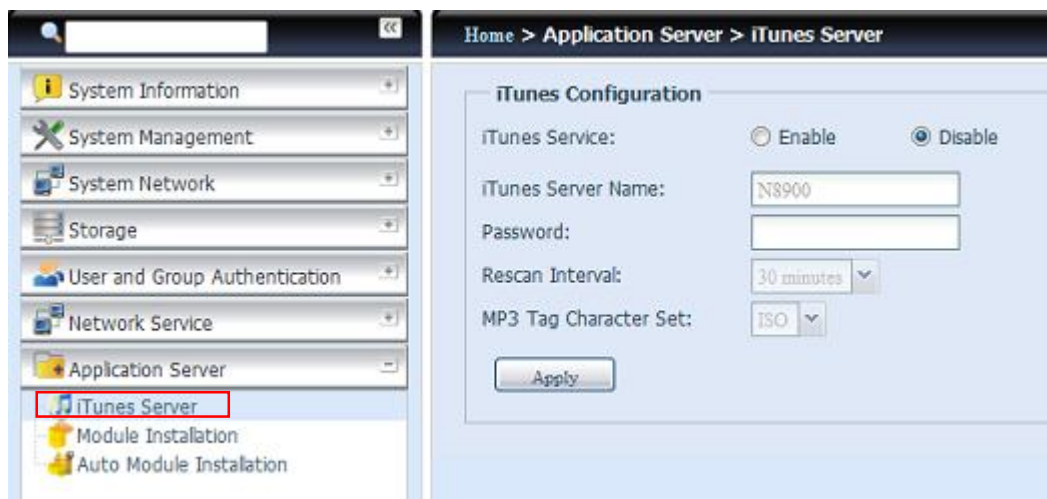 Home > Application Server > iTunes Server
System Information
System Management
System Network
Storage
User and Group Authentication
Network Service
Application Server
iTunes Server
Module Installation
Auto Module Installation
iTunes Configuration
iTunes Service: Enable Disable
iTunes Server Name: N8900
Password:
Rescan Interval: 30 minutes
MP3 Tag Character Set: ISO
Apply